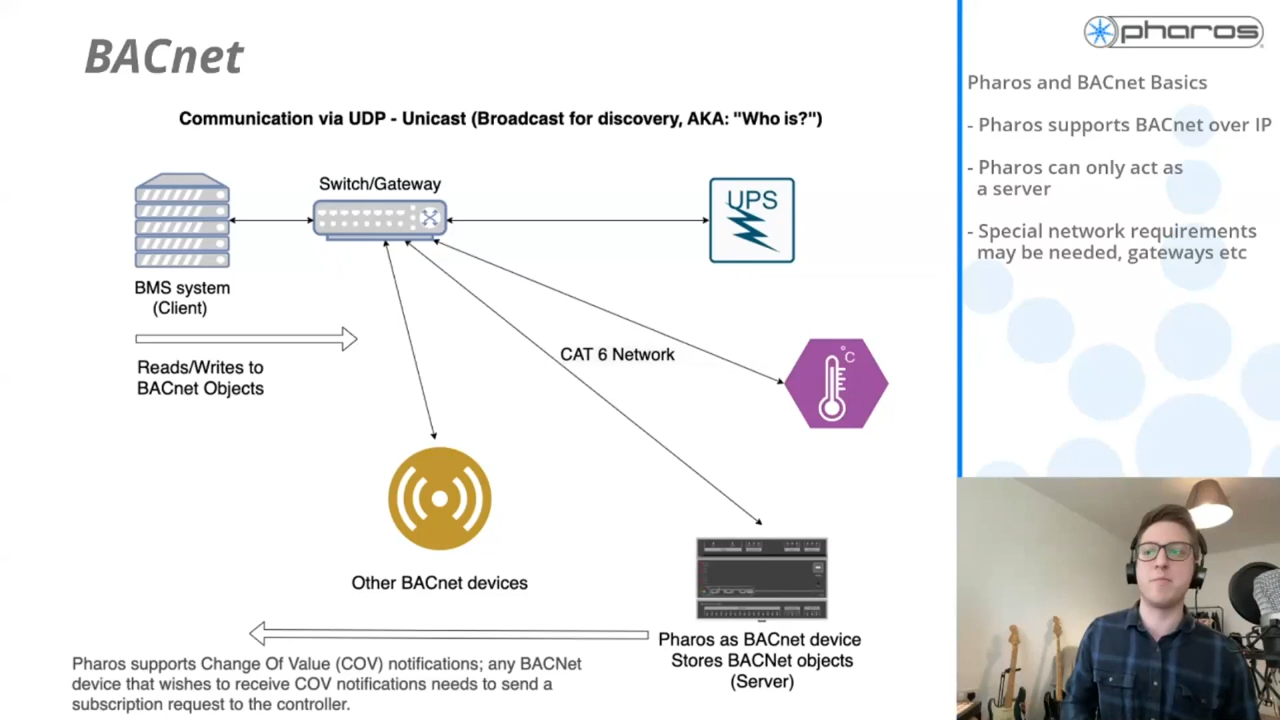 BACnet
Communication via UDP - Unicast (Broadcast for discovery, AKA: "Who is?")
Switch/Gateway
UPS
BMS system
(Client)
Reads/Writes to
BACnet Objects
CAT 6 Network
°C
Other BACnet devices
Pharos as BACnet device
Stores BACNet objects
(Server)
Pharos supports Change Of Value (COV) notifications; any BACNet
device that wishes to receive COV notifications needs to send a
subscription request to the controller.
pharos
Pharos and BACnet Basics
- Pharos supports BACnet over IP
- Pharos can only act as
a server
- Special network requirements
may be needed, gateways etc